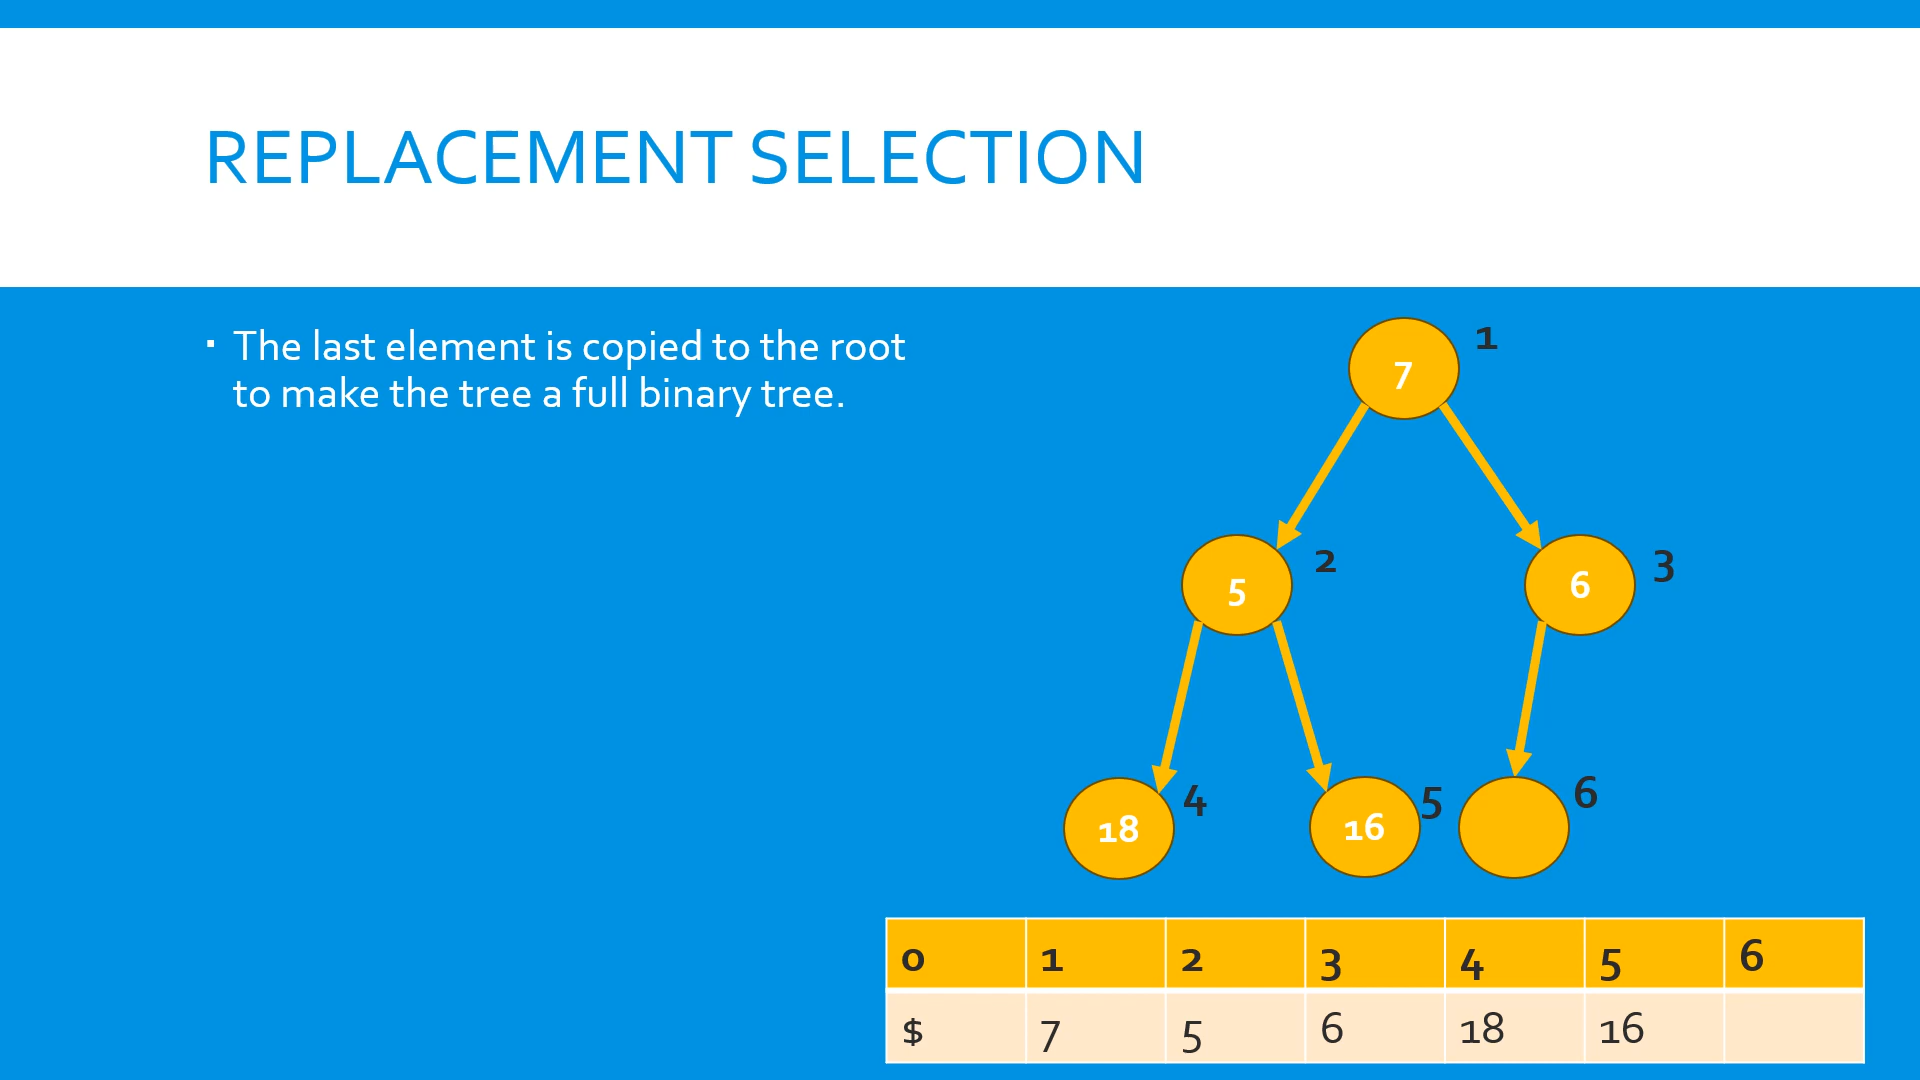 REPLACEMENT SELECTION
▪ The last element is copied to the root
to make the tree a full binary tree.
7 1
5 2 6 3
18 4 16 5 6
0 1 2 3 4 5 6
$ 7 5 6 18 16